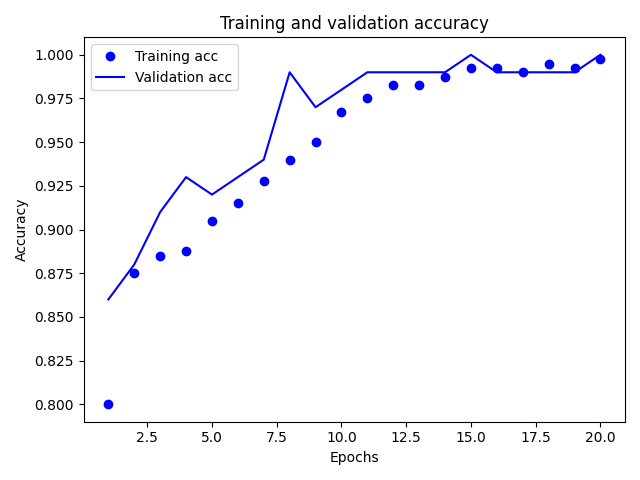 Training and validation accuracy
Training acc
Validation acc
1.000
0.975
0.950
0.925
0.900
0.875
0.850
0.825
0.800
Accuracy
2.5 5.0 7.5 10.0 12.5 15.0 17.5 20.0
Epochs